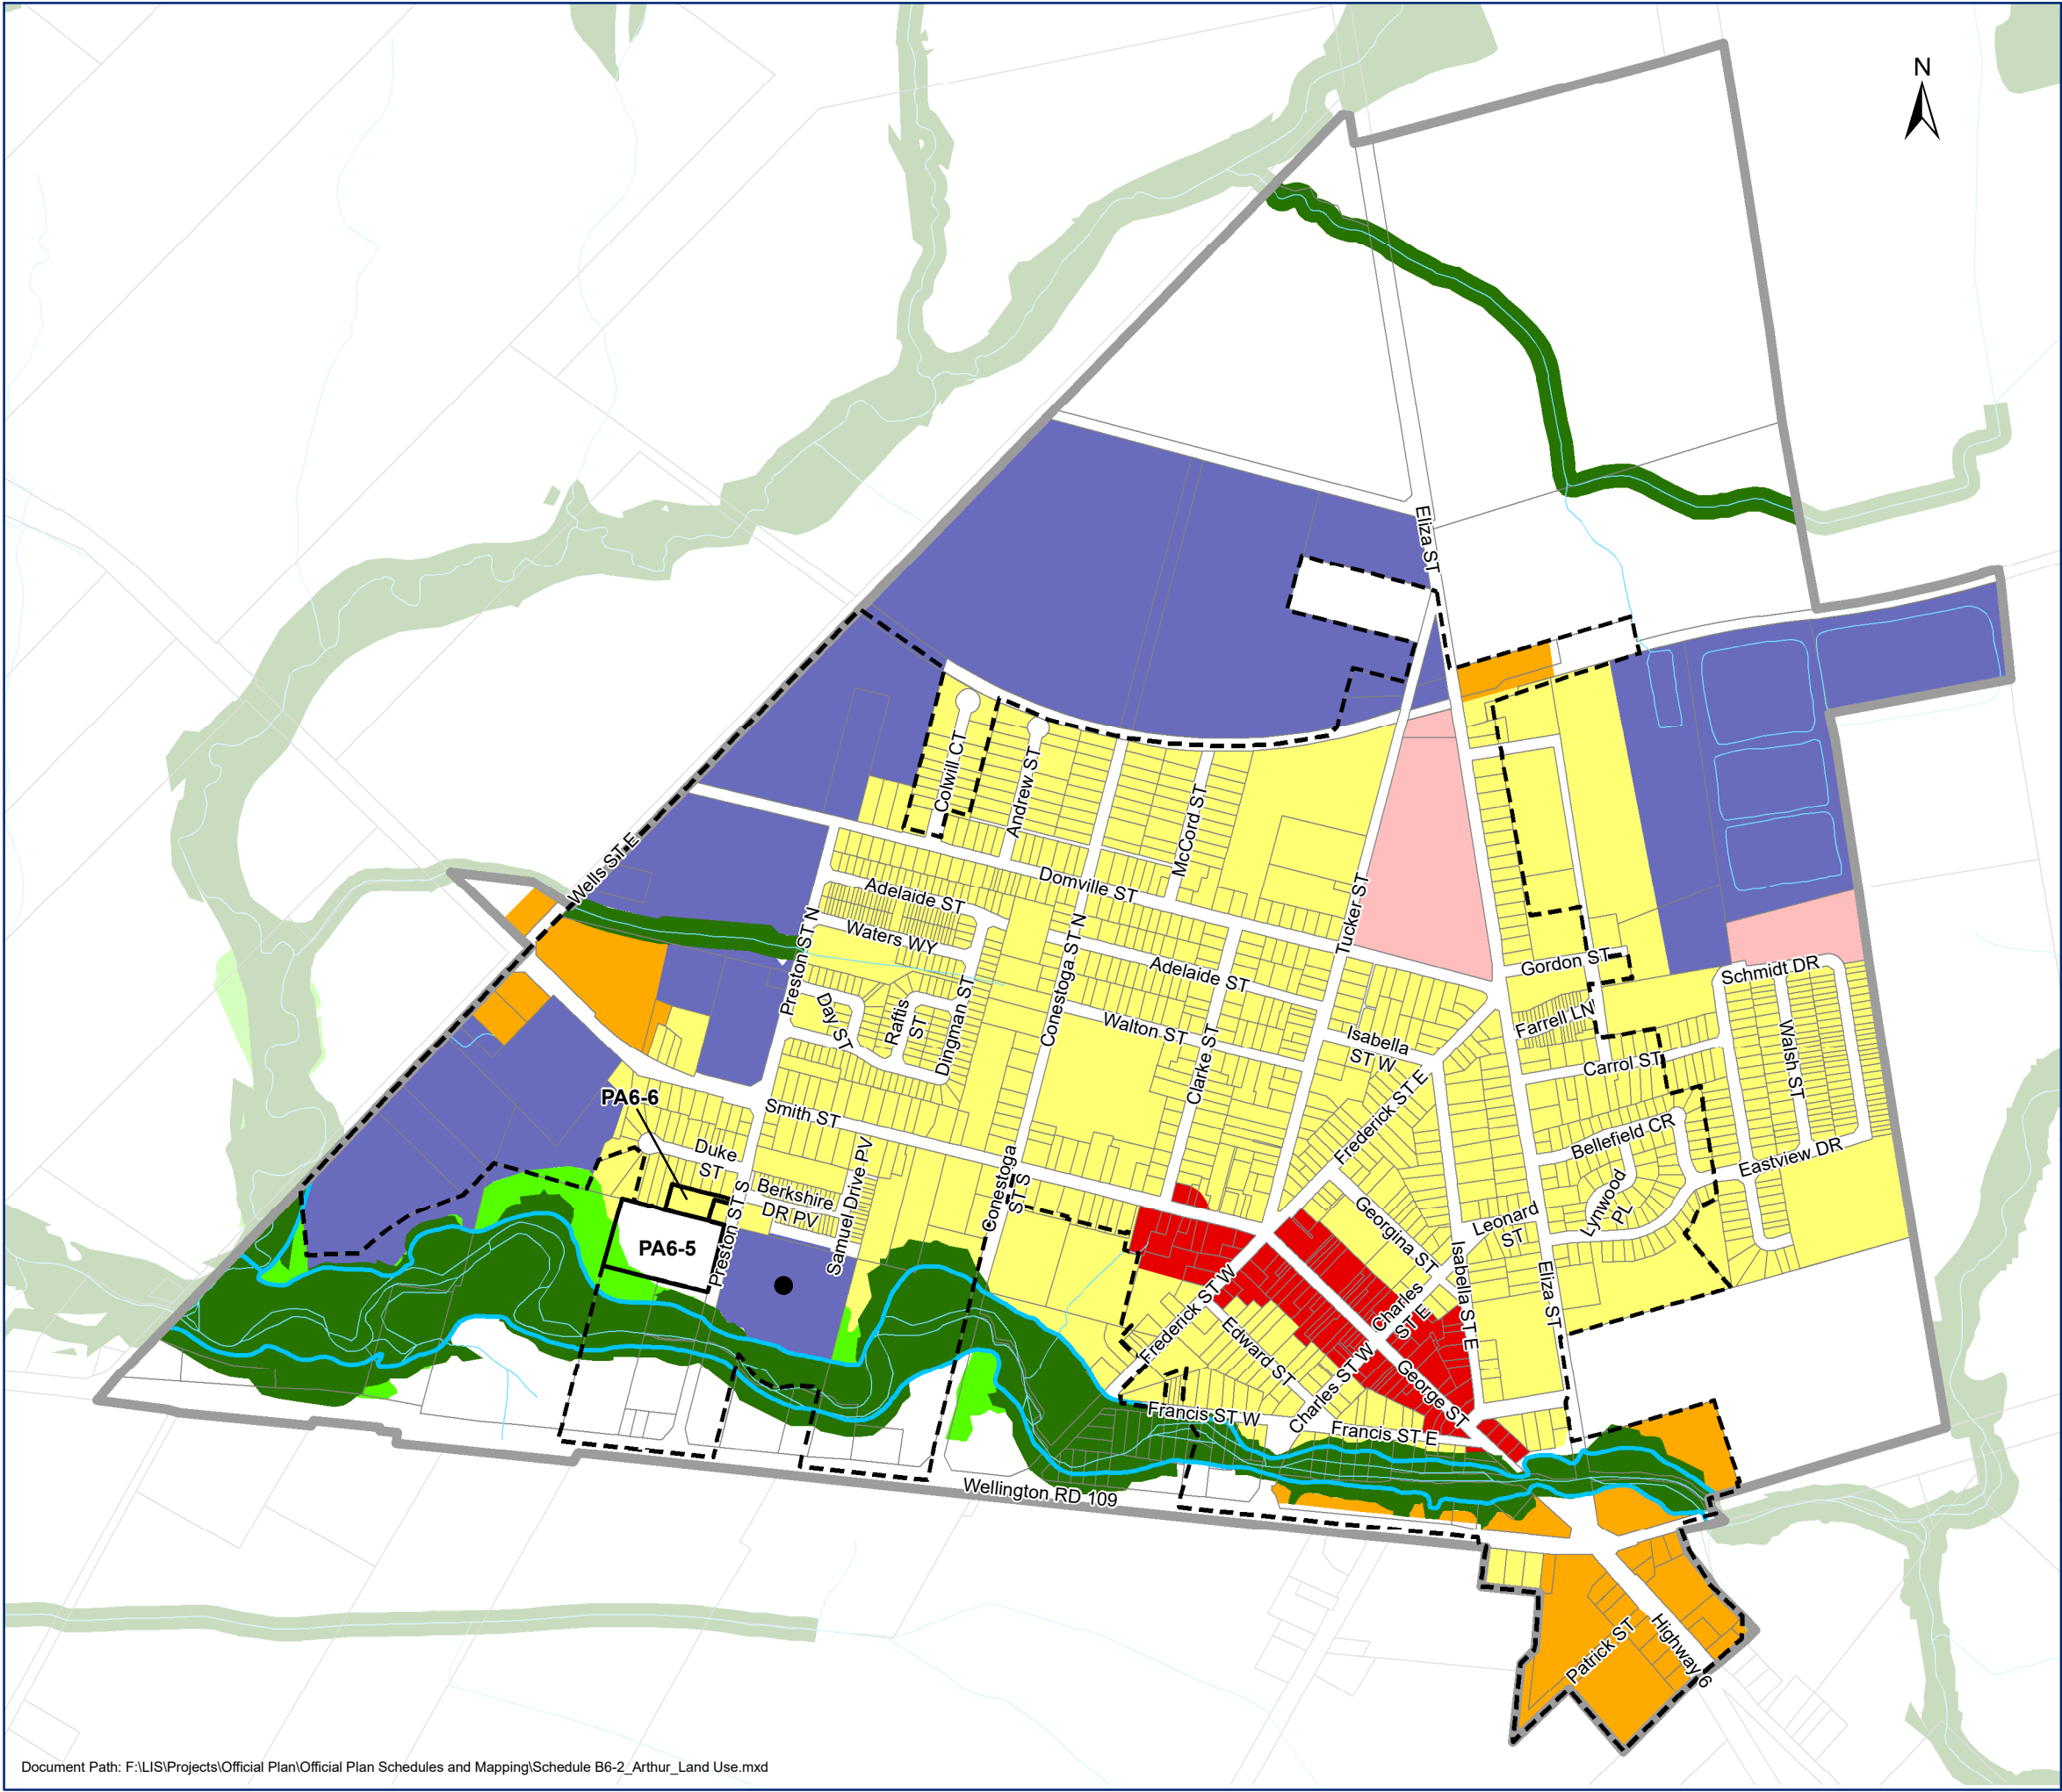 N
Eliza ST
Colwill CT
Andrew ST
McCord ST
Wells ST E
Domville ST
Adelaide ST
Tucker ST
Preston ST N
Waters WY
Conestoga ST N
Adelaide ST
Gordon ST
Schmidt DR
Day ST
Raftis
ST
Dingman ST
Walton ST
Clarke ST
Isabella
ST W
Farrell LN
Walsh ST
Carrol ST
PA6-6
Smith ST
Frederick ST E
Bellefield CR
Duke
ST
Samuel Drive PV
Eastview DR
Berkshire
DR PV
Conestoga
ST S
Georgina ST
Leonard
ST
Lynwood
PL
PA6-5
Preston ST S
Isabella ST E
Eliza ST
Frederick ST W
Charles
ST E
Edward ST
Charles ST W
George ST
Francis ST W
Francis ST E
Wellington RD 109
Patrick ST
Highway 6
Document Path: F:\LIS\Projects\Official Plan\Official Plan Schedules and Mapping\Schedule B6-2_Arthur_Land Use.mxd